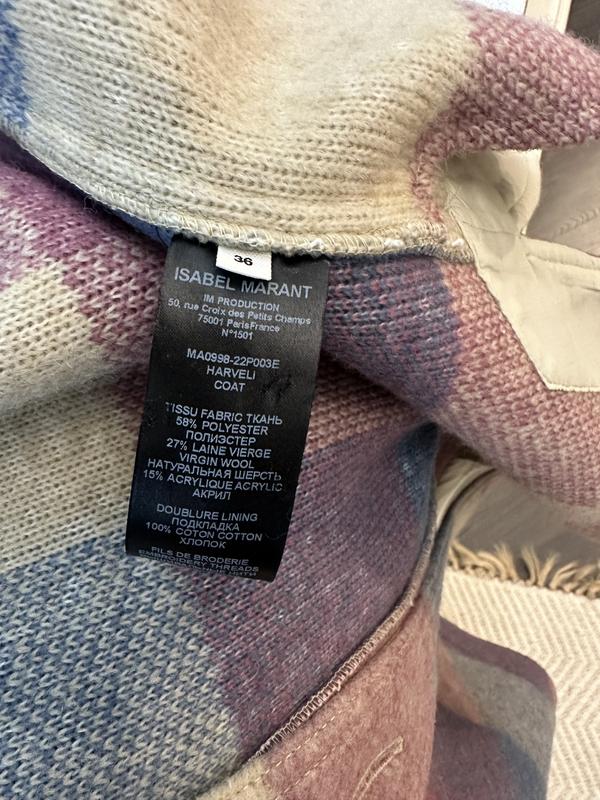 36
ISABEL MARANT
IM PRODUCTION
50, rue Croix des Petits Champs
75001 ParisFrance
N°1501
MA0998-22P003E
HARVELI
COAT
TISSU FABRIC ТКАНЬ
58% POLYESTER
ПОЛИЭСТЕР
27% LAINE VIERGE
VIRGIN WOOL
НАТУРАЛЬНАЯ ШЕРСТЬ
15% ACRYLIQUE ACRYLIC
АКРИЛ
DOUBLURE LINING
ПОДКЛАДКА
100% COTON COTTON
ХЛОПОК
FILS DE BRODERIE
EMBROIDERY THREADS